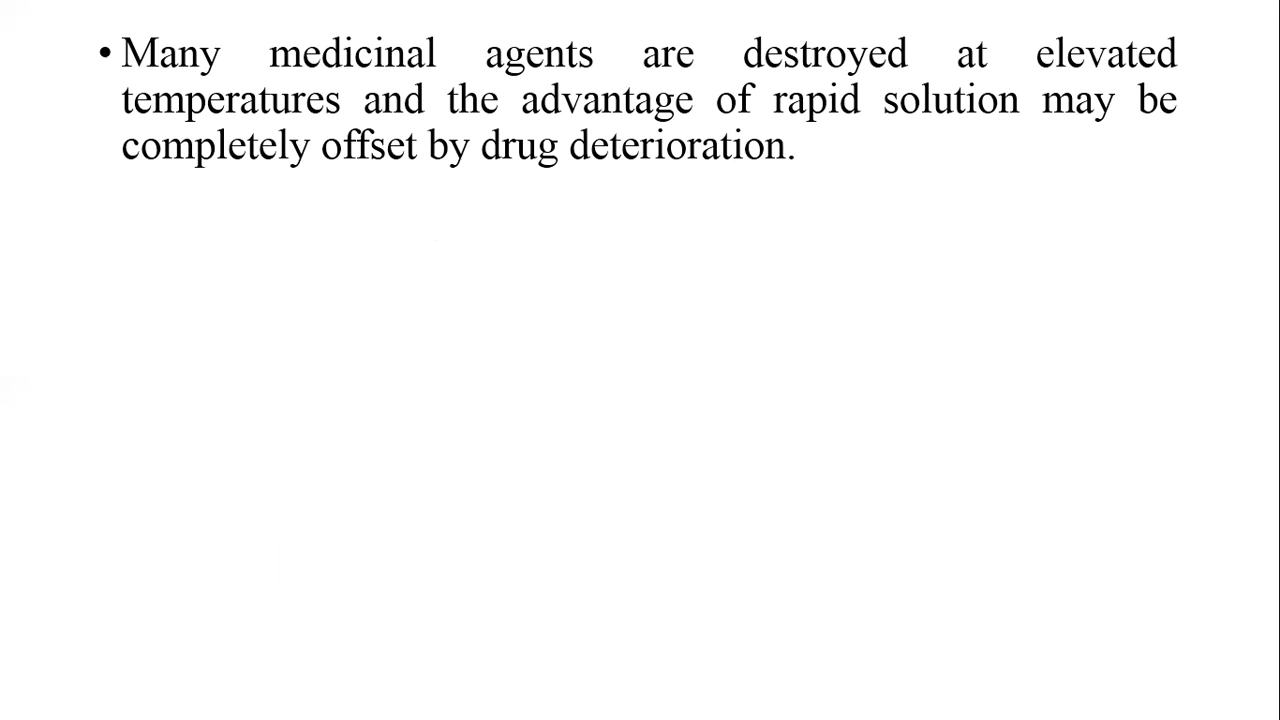 • Many medicinal agents are destroyed at elevated
temperatures and the advantage of rapid solution may be
completely offset by drug deterioration.